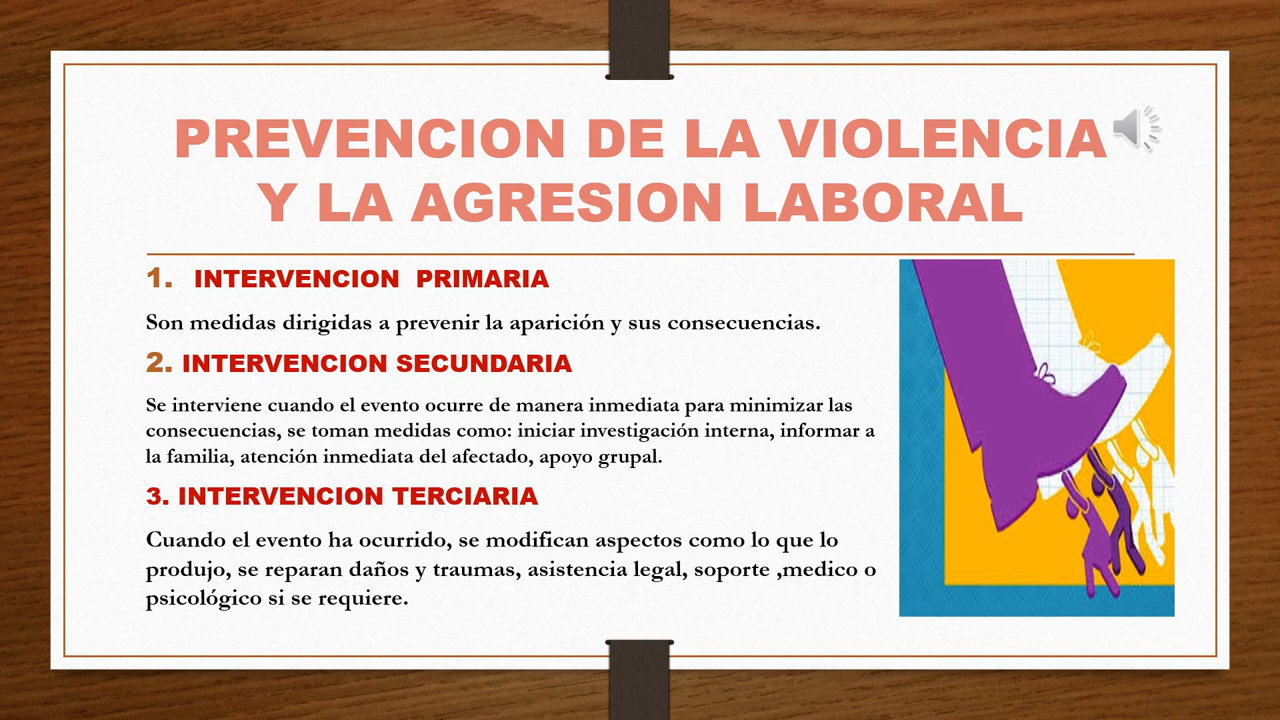 PREVENCION DE LA VIOLENCIA
Y LA AGRESION LABORAL
1. INTERVENCION PRIMARIA
Son medidas dirigidas a prevenir la aparición y sus consecuencias.
2. INTERVENCION SECUNDARIA
Se interviene cuando el evento ocurre de manera inmediata para minimizar las
consecuencias, se toman medidas como: iniciar investigación interna, informar a
la familia, atención inmediata del afectado, apoyo grupal.
3. INTERVENCION TERCIARIA
Cuando el evento ha ocurrido, se modifican aspectos como lo que lo
produjo, se reparan daños y traumas, asistencia legal, soporte ,medico o
psicológico si se requiere.